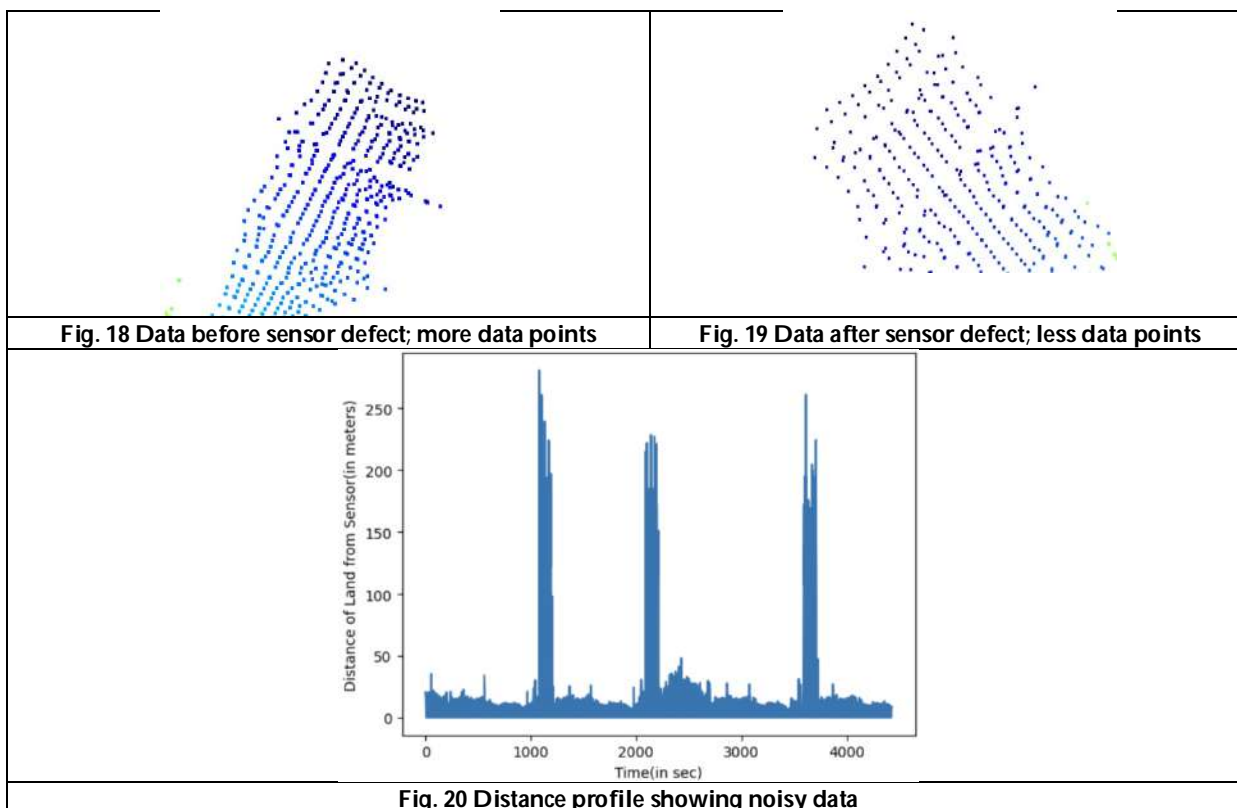 Fig. 18 Data before sensor defect; more data points
Fig. 19 Data after sensor defect; less data points
Distance of Land from Sensor(in meters)
250
200
150
100
50
0
0
1000
2000
3000
4000
Time(in sec)
Fig. 20 Distance profile showing noisy data